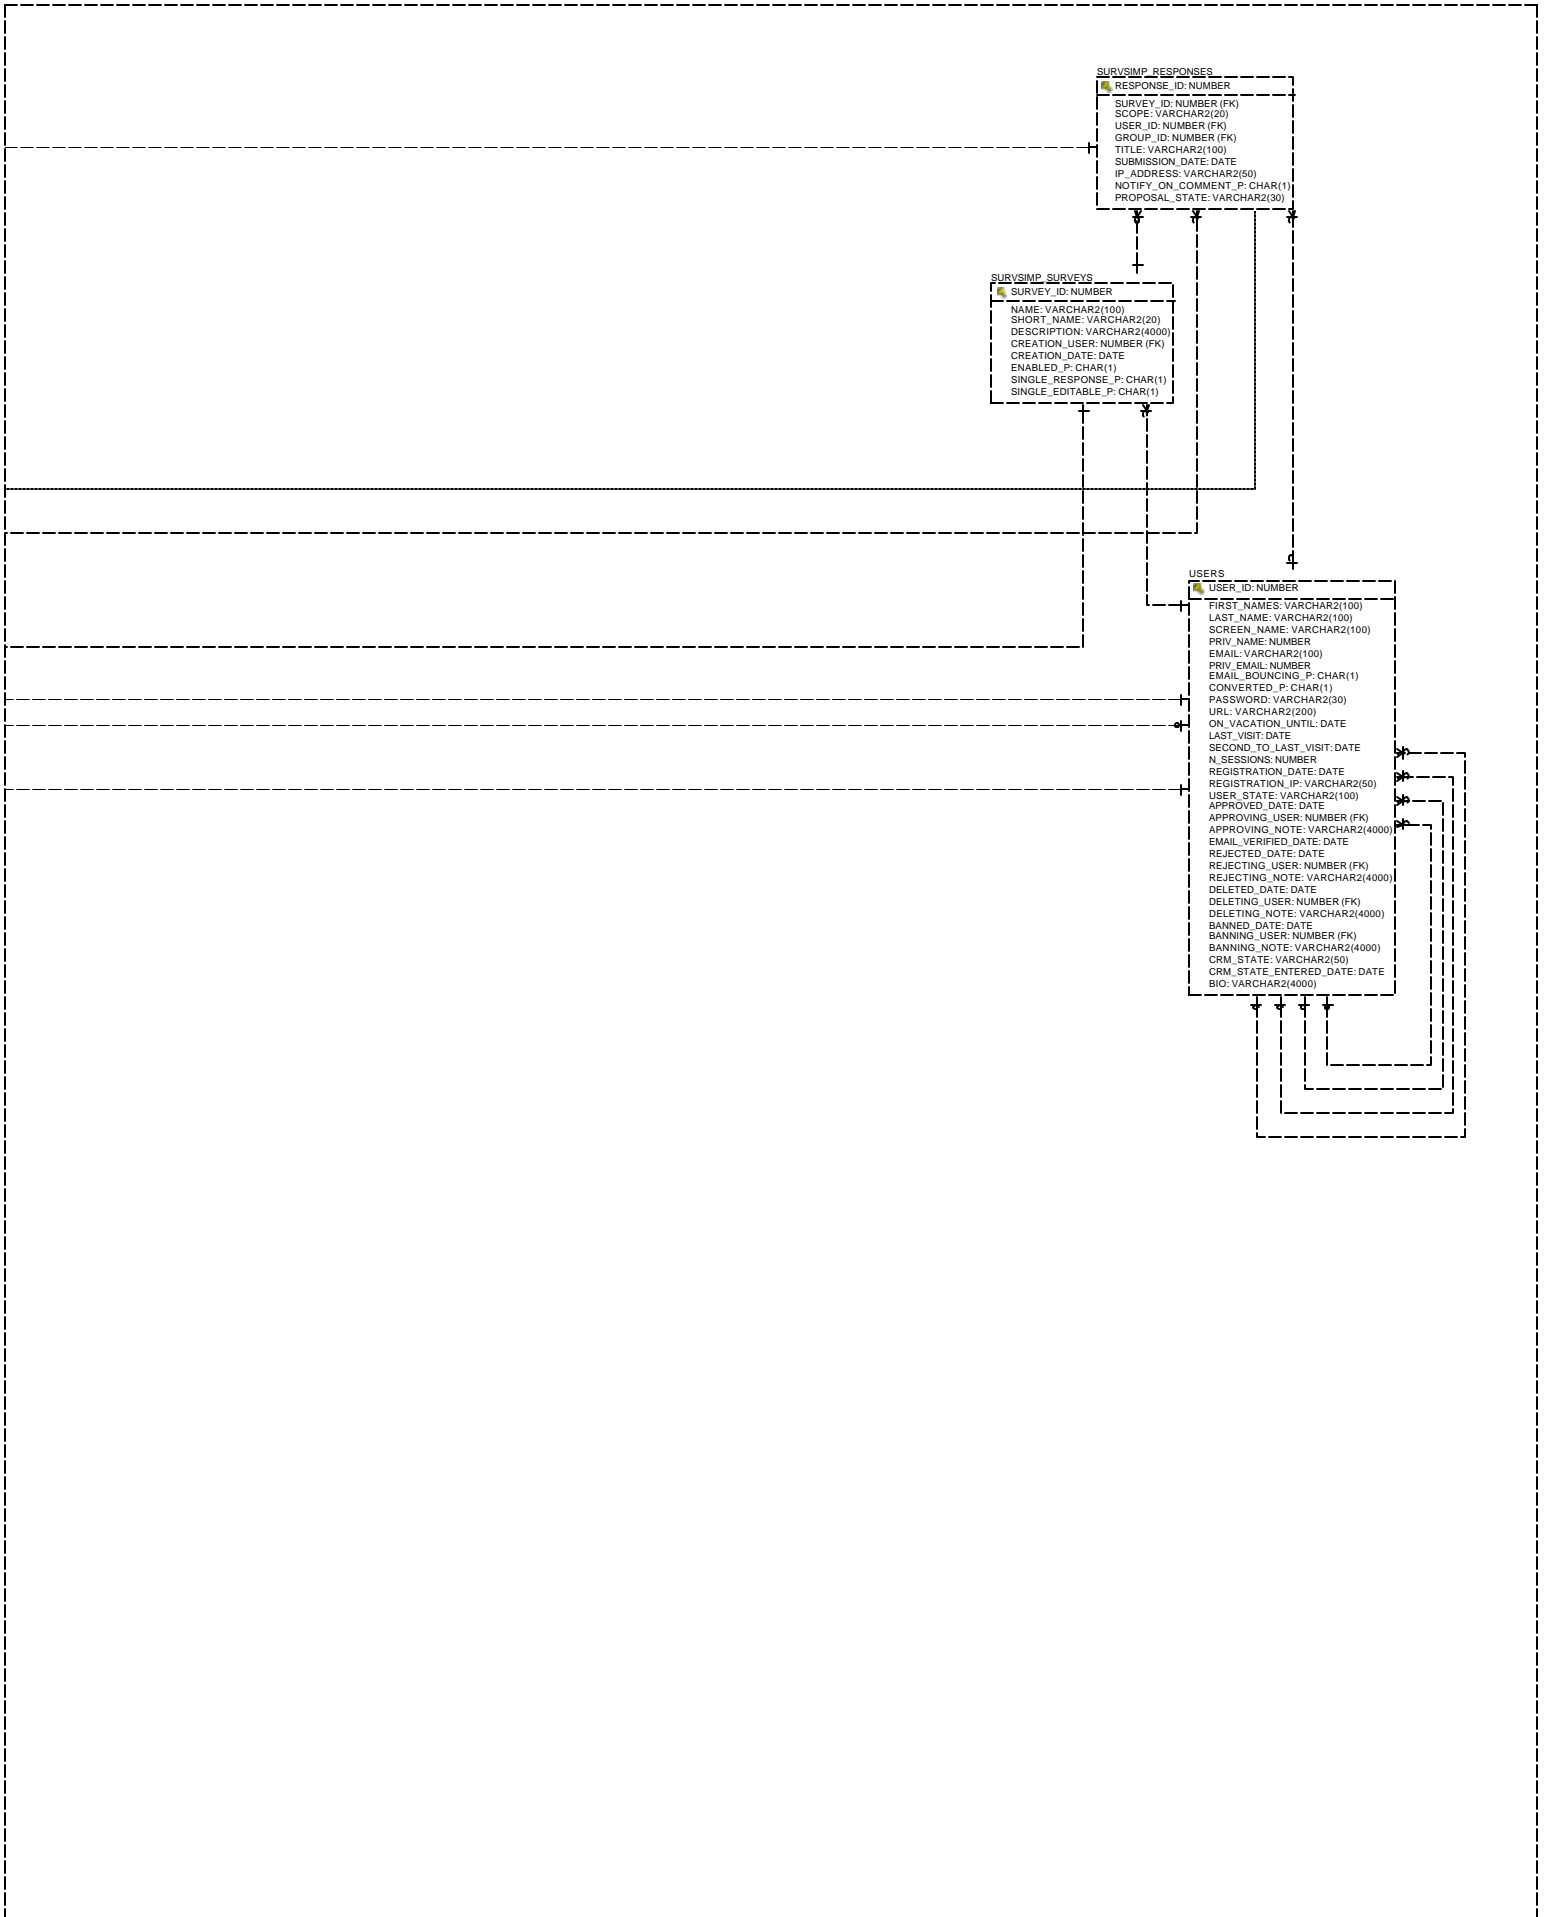 SURVSIMP_RESPONSES
RESPONSE_ID: NUMBER
SURVEY_ID: NUMBER (FK)
SCOPE: VARCHAR2(20)
USER_ID: NUMBER (FK)
GROUP_ID: NUMBER (FK)
TITLE: VARCHAR2(100)
SUBMISSION_DATE: DATE
IP_ADDRESS: VARCHAR2(50)
NOTIFY_ON_COMMENT_P: CHAR(1)
PROPOSAL_STATE: VARCHAR2(30)
SURVSIMP_SURVEYS
SURVEY_ID: NUMBER
NAME: VARCHAR2(100)
SHORT_NAME: VARCHAR2(20)
DESCRIPTION: VARCHAR2(4000)
CREATION_USER: NUMBER (FK)
CREATION_DATE: DATE
ENABLED_P: CHAR(1)
SINGLE_RESPONSE_P: CHAR(1)
SINGLE_EDITABLE_P: CHAR(1)
USERS
USER_ID: NUMBER
FIRST_NAMES: VARCHAR2(100)
LAST_NAME: VARCHAR2(100)
SCREEN_NAME: VARCHAR2(100)
PRIV_NAME: NUMBER
EMAIL: VARCHAR2(100)
PRIV_EMAIL: NUMBER
EMAIL_BOUNCING_P: CHAR(1)
CONVERTED_P: CHAR(1)
PASSWORD: VARCHAR2(30)
URL: VARCHAR2(200)
ON_VACATION_UNTIL: DATE
LAST_VISIT: DATE
SECOND_TO_LAST_VISIT: DATE
N_SESSIONS: NUMBER
REGISTRATION_DATE: DATE
REGISTRATION_IP: VARCHAR2(50)
USER_STATE: VARCHAR2(100)
APPROVED_DATE: DATE
APPROVING_USER: NUMBER (FK)
APPROVING_NOTE: VARCHAR2(4000)
EMAIL_VERIFIED_DATE: DATE
REJECTED_DATE: DATE
REJECTING_USER: NUMBER (FK)
REJECTING_NOTE: VARCHAR2(4000)
DELETED_DATE: DATE
DELETING_USER: NUMBER (FK)
DELETING_NOTE: VARCHAR2(4000)
BANNED_DATE: DATE
BANNING_USER: NUMBER (FK)
BANNING_NOTE: VARCHAR2(4000)
CRM_STATE: VARCHAR2(50)
CRM_STATE_ENTERED_DATE: DATE
BIO: VARCHAR2(4000)